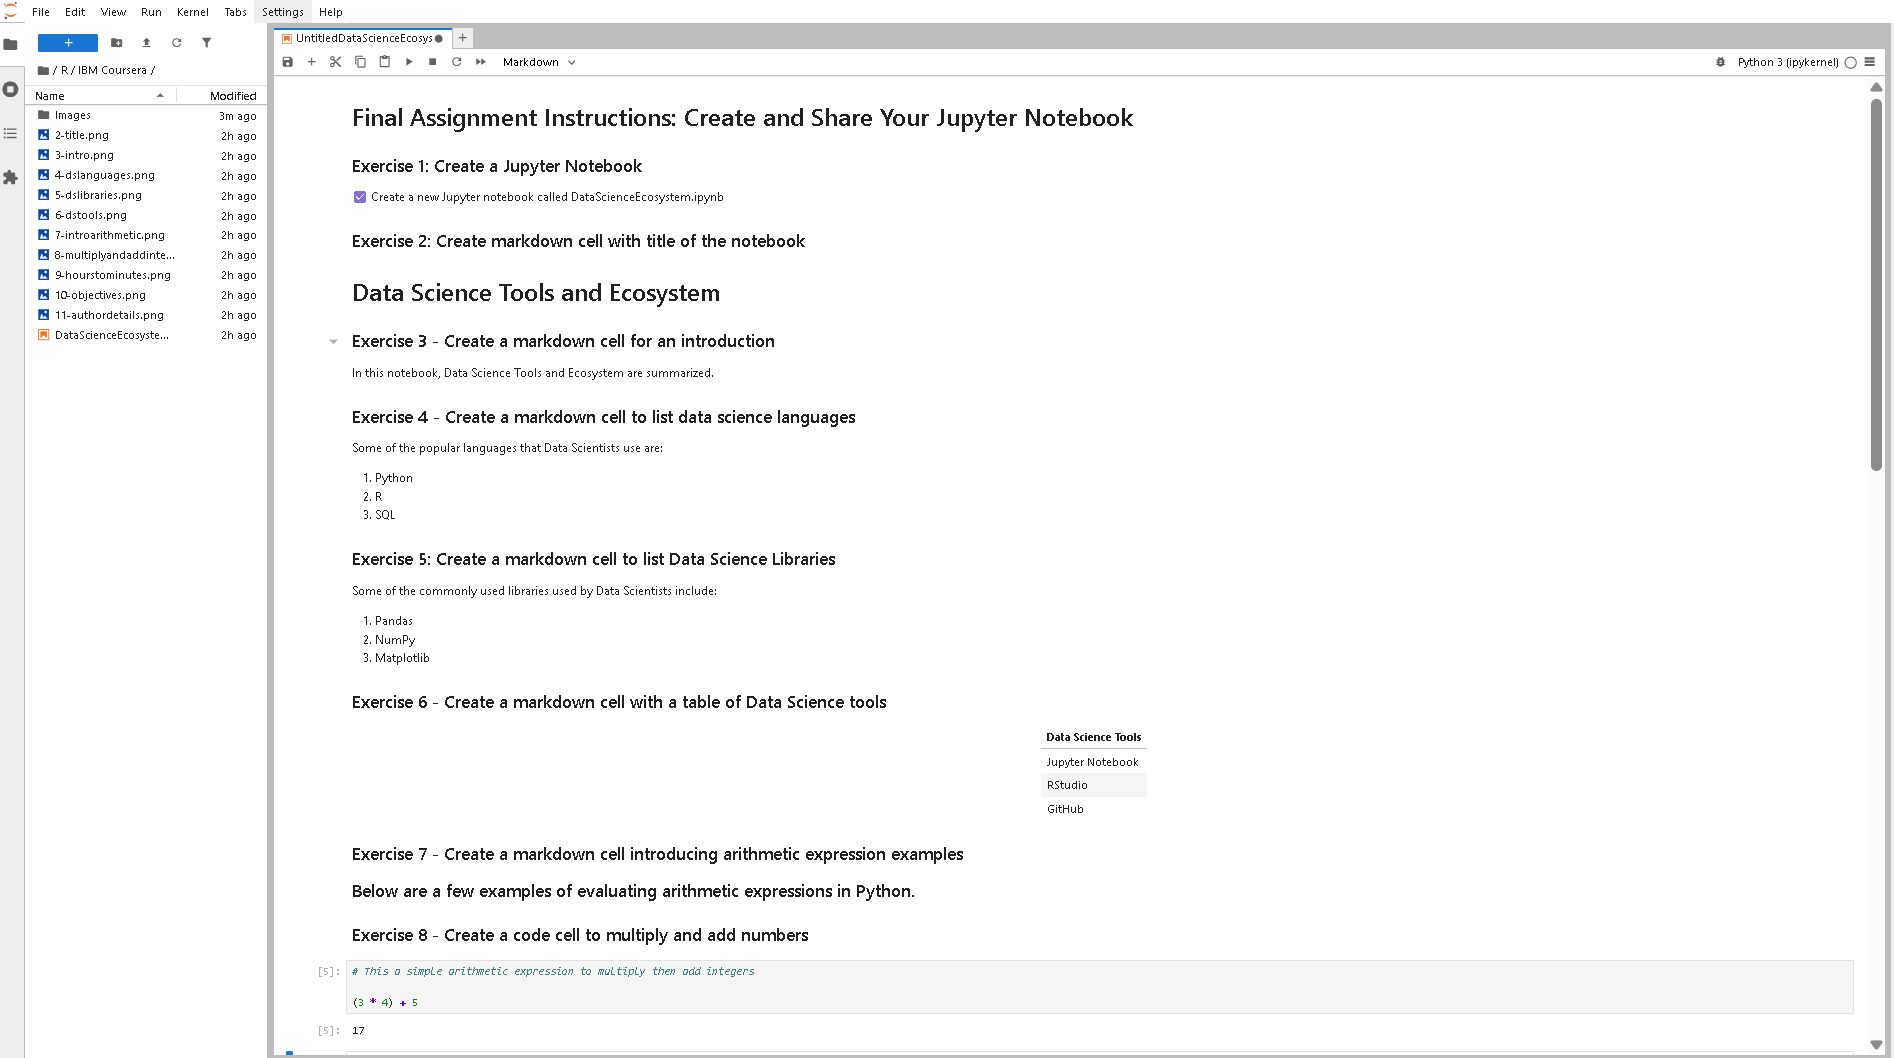 File Edit View Run Kernel Tabs Settings Help
UntitledDataScienceEcosys
Markdown
Python 3 (ipykernel)
/ R / IBM Coursera /
Name Modified
Images 3m ago
2-title.png 2h ago
3-intro.png 2h ago
4-dslanguages.png 2h ago
5-dslibraries.png 2h ago
6-dstools.png 2h ago
7-introarithmetic.png 2h ago
8-multiplyandaddinte... 2h ago
9-hourstominutes.png 2h ago
10-objectives.png 2h ago
11-authordetails.png 2h ago
DataScienceEcosyste... 2h ago
Final Assignment Instructions: Create and Share Your Jupyter Notebook
Exercise 1: Create a Jupyter Notebook
Create a new Jupyter notebook called DataScienceEcosystem.ipynb
Exercise 2: Create markdown cell with title of the notebook
Data Science Tools and Ecosystem
Exercise 3 - Create a markdown cell for an introduction
In this notebook, Data Science Tools and Ecosystem are summarized.
Exercise 4 - Create a markdown cell to list data science languages
Some of the popular languages that Data Scientists use are:
1. Python
2. R
3. SQL
Exercise 5: Create a markdown cell to list Data Science Libraries
Some of the commonly used libraries used by Data Scientists include:
1. Pandas
2. NumPy
3. Matplotlib
Exercise 6 - Create a markdown cell with a table of Data Science tools
Data Science Tools
Jupyter Notebook
RStudio
GitHub
Exercise 7 - Create a markdown cell introducing arithmetic expression examples
Below are a few examples of evaluating arithmetic expressions in Python.
Exercise 8 - Create a code cell to multiply and add numbers
[5]: # This a simple arithmetic expression to multiply then add integers
(3 * 4) + 5
[5]: 17